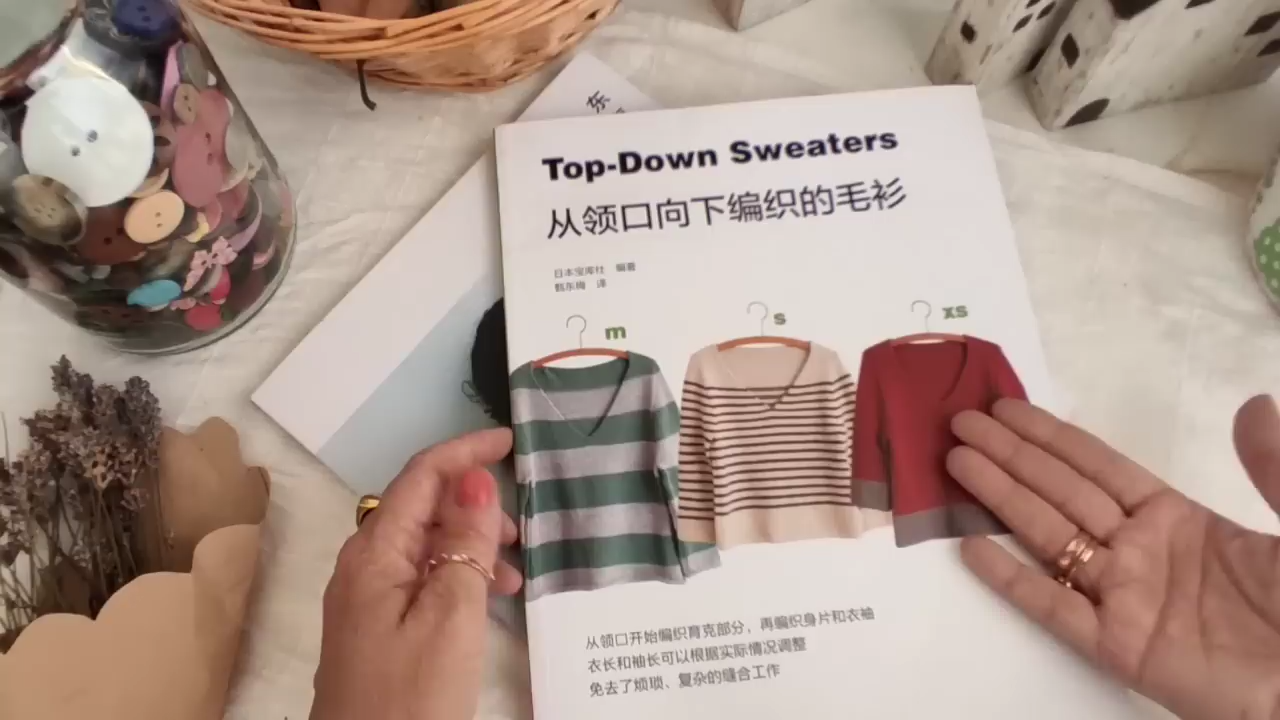 Top-Down Sweaters
从领口向下编织的毛衫
日本宝库社 编著
甄东梅 译
m
s
xs
从领口开始编织育克部分，再编织身片和衣袖
衣长和袖长可以根据实际情况调整
免去了烦琐、复杂的缝合工作